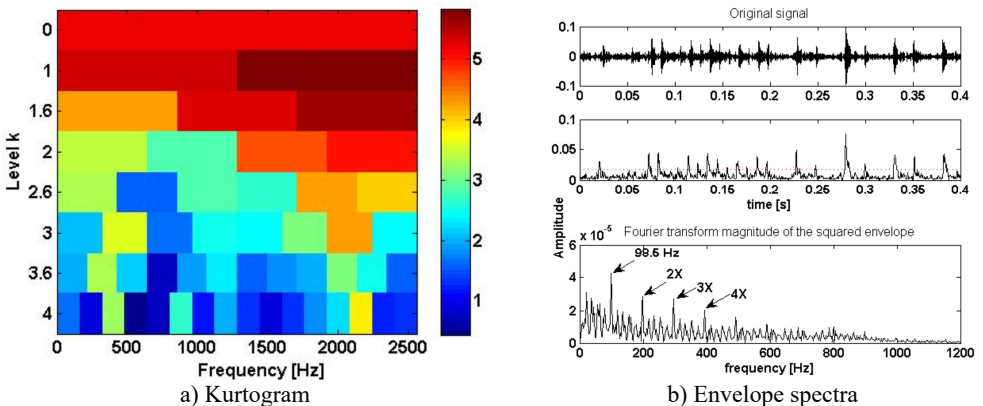 0
1
1.6
2
2.6
3
3.6
4
Level k
0 500 1000 1500 2000 2500
Frequency [Hz]
5
4
3
2
1
a) Kurtogram
Original signal
0.1
0
-0.1
0 0.05 0.1 0.15 0.2 0.25 0.3 0.35 0.4
0.1
0.05
0
0 0.05 0.1 0.15 0.2 0.25 0.3 0.35 0.4
time [s]
Amplitude
x 10-5
Fourier transform magnitude of the squared envelope
6
4
2
0
98.5 Hz
2X
3X
4X
0 200 400 600 800 1000 1200
frequency [Hz]
b) Envelope spectra